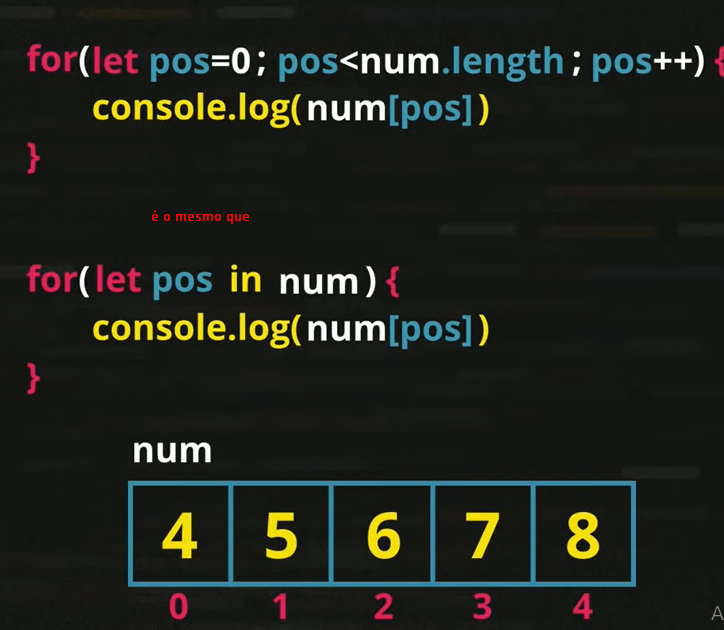 for(let pos=0; pos<num.length; pos++) {
console.log(num[pos])
}
é o mesmo que
for(let pos in num) {
console.log(num[pos])
}
num
4 5 6 7 8
0 1 2 3 4
A